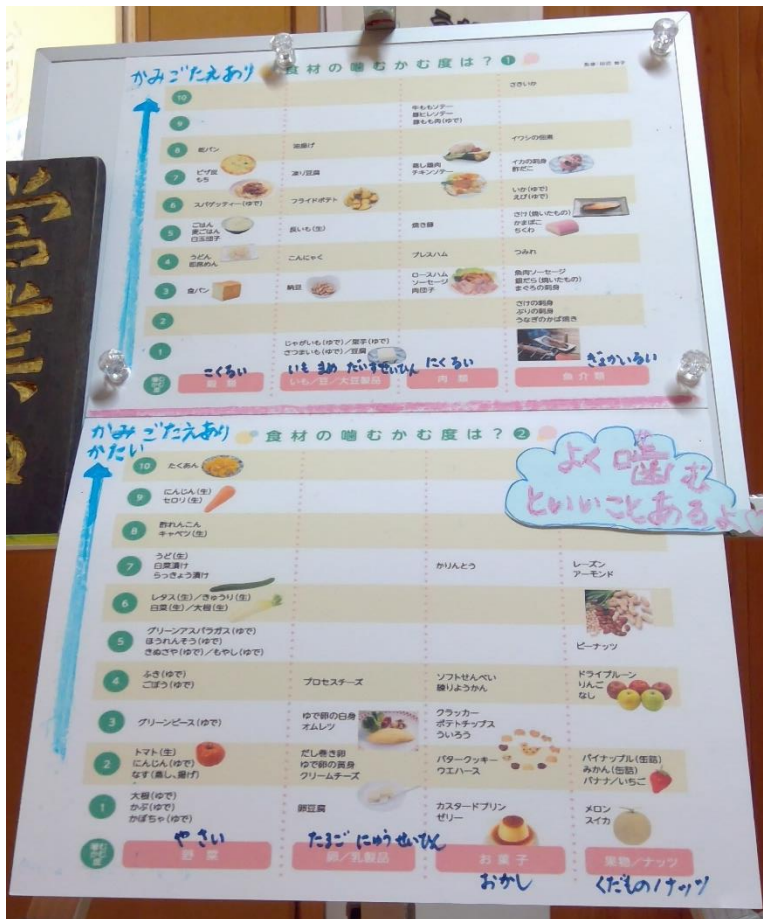 かみごたえあり
食材の噛むかむ度は?❶
10
さきいか
9
牛ももソテー
豚ヒレソテー
豚もも肉(ゆで)
8
乾パン
油揚げ
イワシの佃煮
7
ピザ皮
もち
凍り豆腐
蒸し鶏肉
チキンソテー
イカの刺身
酢だこ
6
スパゲッティー(ゆで)
フライドポテト
いか(ゆで)
えび(ゆで)
5
ごはん
麦ごはん
白玉団子
長いも(生)
焼き豚
さけ(焼いたもの)
かまぼこ
ちくわ
4
うどん
即席めん
こんにゃく
プレスハム
つみれ
3
食パン
納豆
ロースハム
ソーセージ
肉団子
魚肉ソーセージ
銀だら(焼いたもの)
まぐろの刺身
2
さけの刺身
ぶりの刺身
うなぎのかば焼き
1
じゃがいも(ゆで)/里芋(ゆで)
さつまいも(ゆで)/豆腐
噛むかむ度
こくるい
穀類
いも まめ だいずせいひん
いも/豆/大豆製品
にくるい
肉類
ぎょかいるい
魚介類
かみごたえあり
かたい
食材の噛むかむ度は?❷
よく噛む
といいことあるよ♡
10
たくあん
9
にんじん(生)
セロリ(生)
8
酢れんこん
キャベツ(生)
7
うど(生)
白菜漬け
らっきょう漬け
かりんとう
レーズン
アーモンド
6
レタス(生)/きゅうり(生)
白菜(生)/大根(生)
5
グリーンアスパラガス(ゆで)
ほうれんそう(ゆで)
きぬさや(ゆで)/もやし(ゆで)
ピーナッツ
4
ふき(ゆで)
ごぼう(ゆで)
プロセスチーズ
ソフトせんべい
練りようかん
ドライプルーン
りんご
なし
3
グリーンピース(ゆで)
ゆで卵の白身
オムレツ
クラッカー
ポテトチップス
ういろう
2
トマト(生)
にんじん(ゆで)
なす(蒸し、揚げ)
だし巻き卵
ゆで卵の黄身
クリームチーズ
バタークッキー
ウエハース
パイナップル(缶詰)
みかん(缶詰)
バナナ/いちご
1
大根(ゆで)
かぶ(ゆで)
かぼちゃ(ゆで)
卵豆腐
カスタードプリン
ゼリー
メロン
スイカ
噛むかむ度
やさい
野菜
たまご にゅうせいひん
卵/乳製品
お菓子
おかし
果物/ナッツ
くだもの/ナッツ